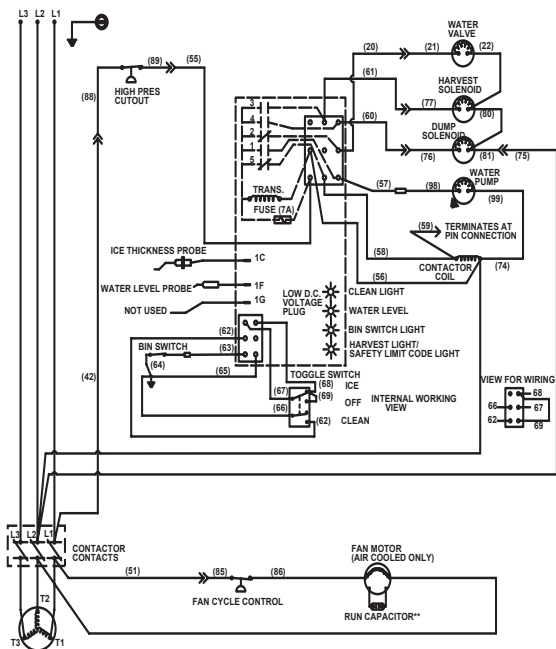 L3 L2 L1
WATER
VALVE
(20) (21) (22)
(89) (55)
HIGH PRES
CUTOUT
(88)
(61)
HARVEST
SOLENOID
(77) (80)
3
4
2
1
5
(60)
DUMP
SOLENOID
(76) (81) (75)
TRANS.
FUSE (7A)
(57) (98)
WATER
PUMP
(99)
(59) TERMINATES AT
PIN CONNECTION
(58)
(56)
CONTACTOR
COIL
(74)
ICE THICKNESS PROBE
1C
WATER LEVEL PROBE
1F
NOT USED
1G
LOW D.C.
VOLTAGE
PLUG
CLEAN LIGHT
WATER LEVEL
BIN SWITCH LIGHT
HARVEST LIGHT/
SAFETY LIMIT CODE LIGHT
(62)
BIN SWITCH
(63)
(64)
(65)
(42)
TOGGLE SWITCH
(68) ICE
(67) (69)
OFF INTERNAL WORKING
VIEW
(66)
(62) CLEAN
VIEW FOR WIRING
68
66 67
62 69
L3 L2 L1
CONTACTOR
CONTACTS
(51) (85) (86)
FAN CYCLE CONTROL
FAN MOTOR
(AIR COOLED ONLY)
RUN CAPACITOR**
T2
T3 T1